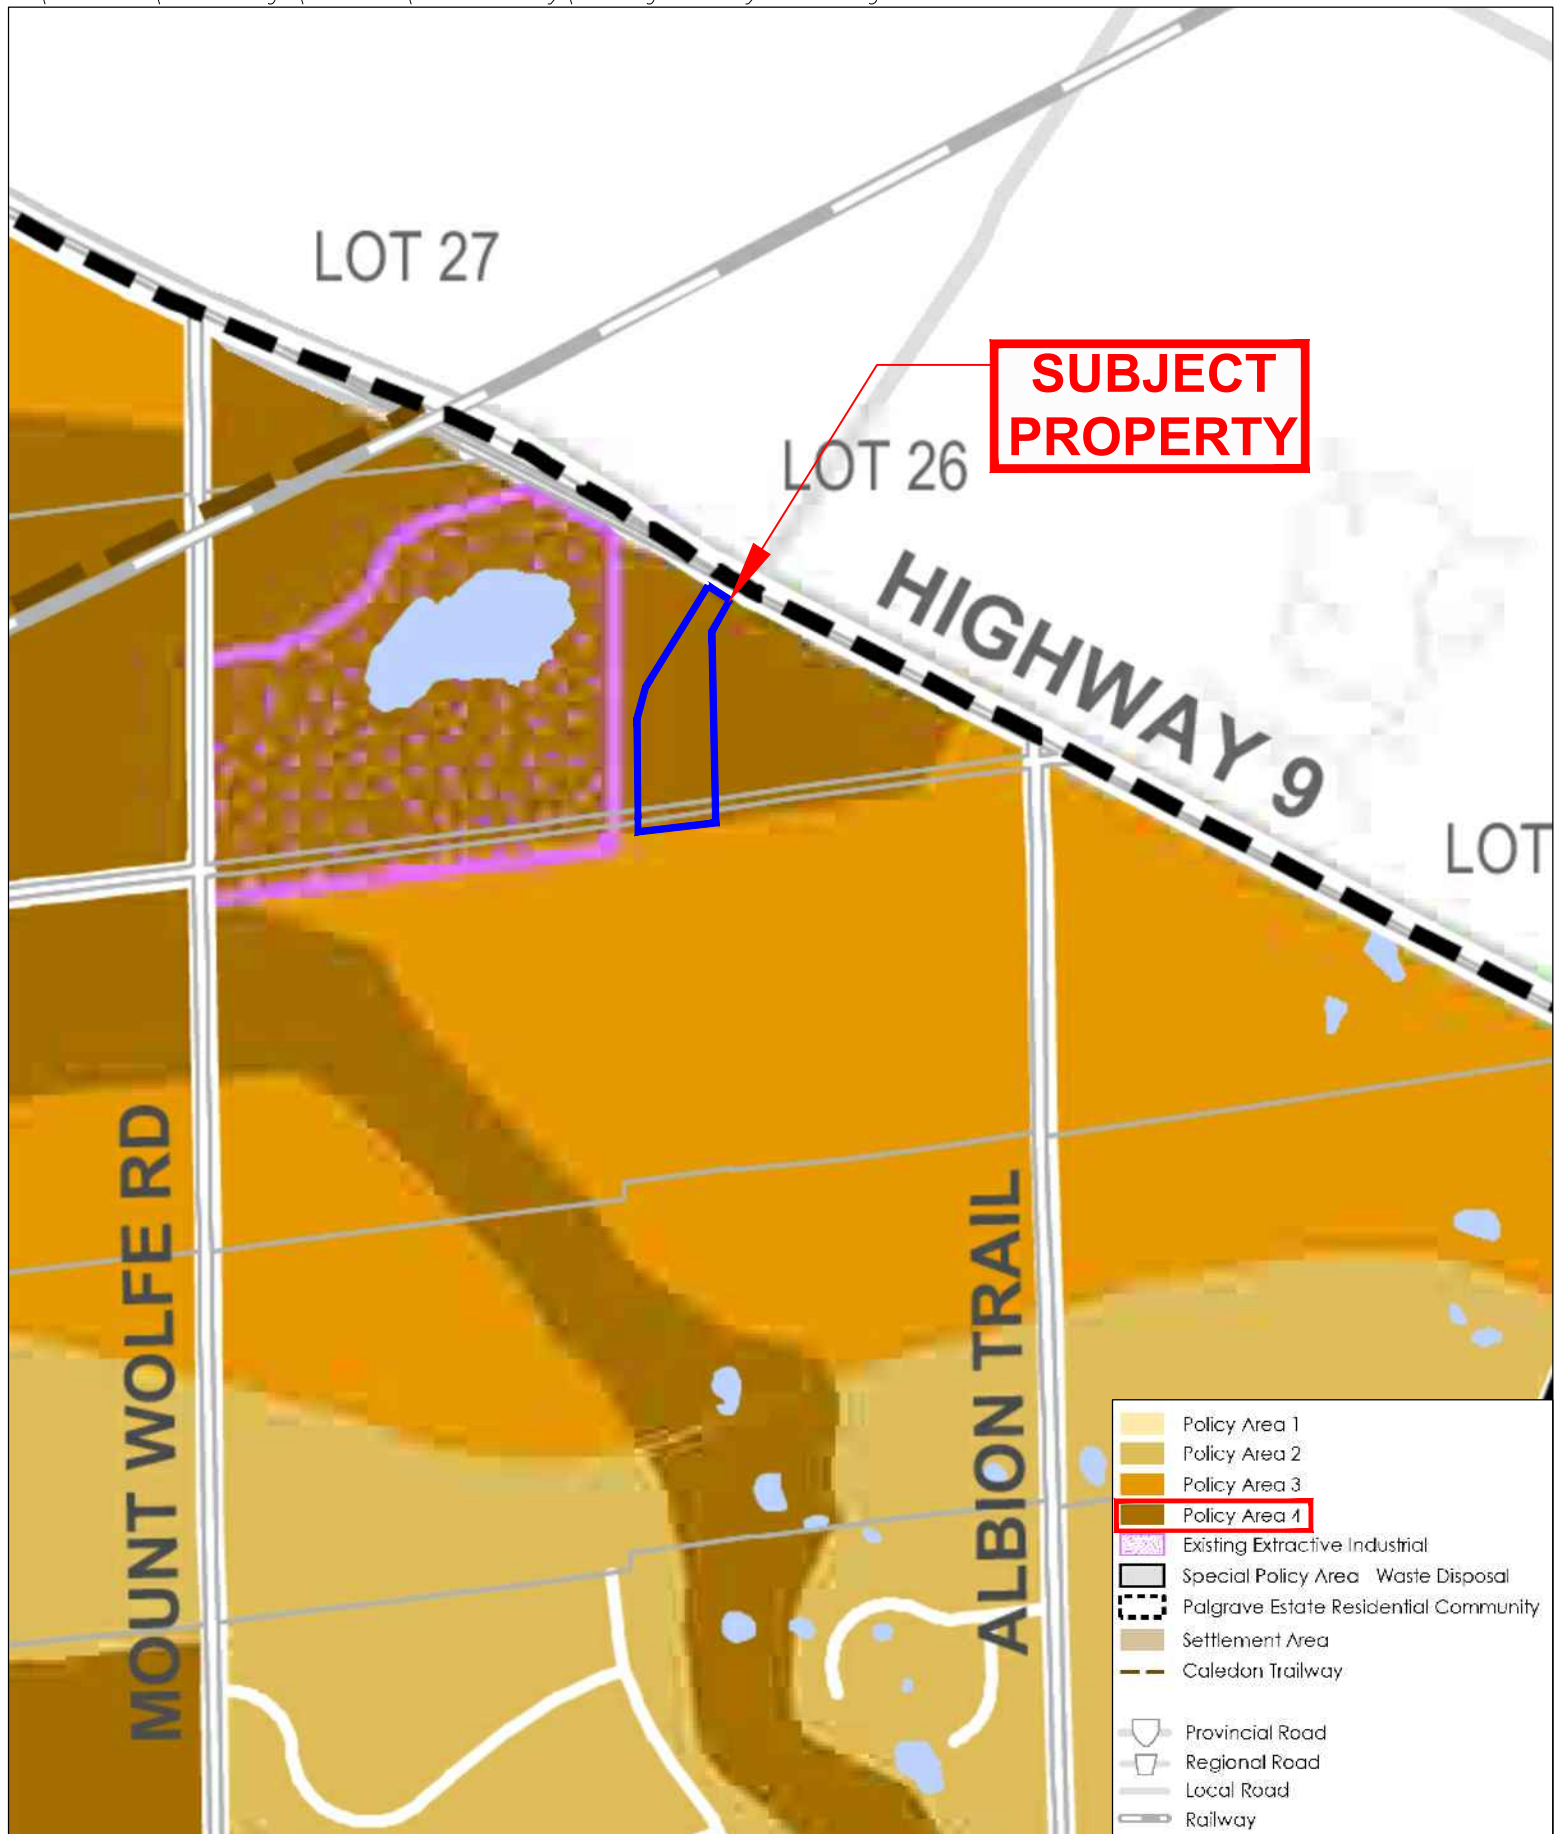 LOT 27
SUBJECT
PROPERTY
LOT 26
HIGHWAY 9
LOT
MOUNT WOLFE RD
ALBION TRAIL
Policy Area 1
Policy Area 2
Policy Area 3
Policy Area 4
Existing Extractive Industrial
Special Policy Area Waste Disposal
Palgrave Estate Residential Community
Settlement Area
Caledon Trailway
Provincial Road
Regional Road
Local Road
Railway